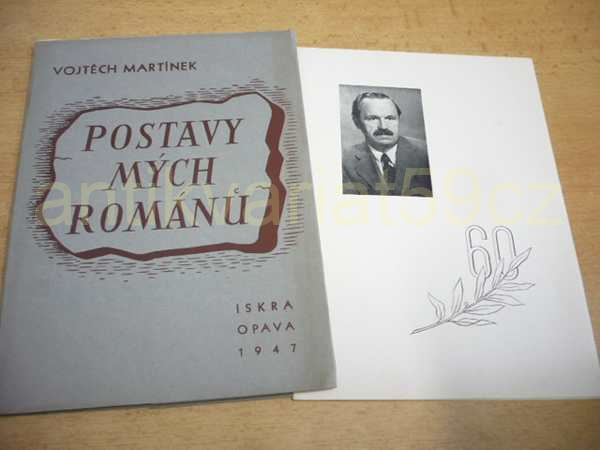 VOJTĚCH MARTÍNEK
POSTAVY
MÝCH
ROMÁNŮ
ISKRA
OPAVA
1947
60
antikvariat59cz